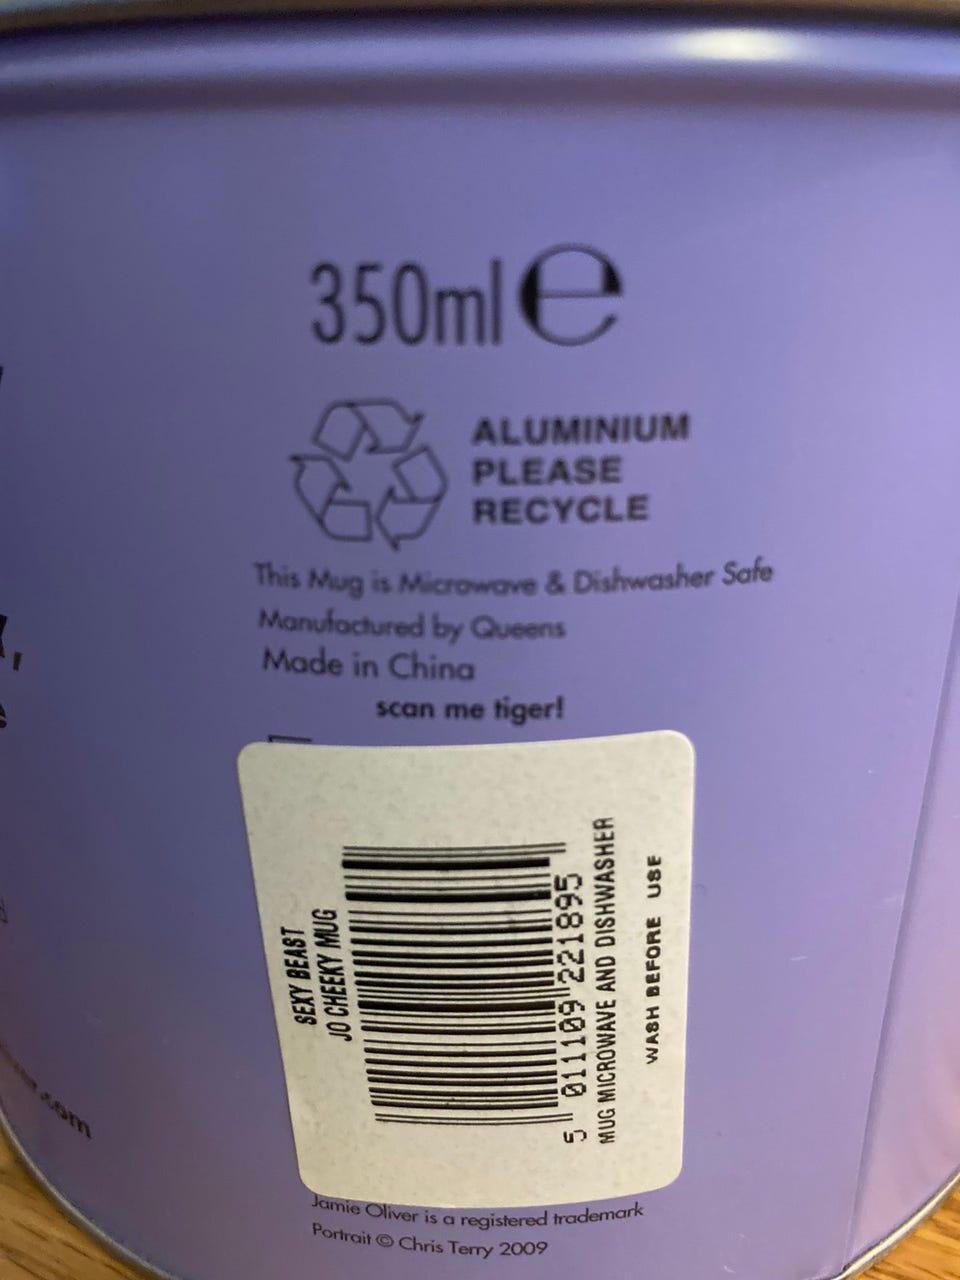 350ml e
ALUMINIUM
PLEASE
RECYCLE
This Mug is Microwave & Dishwasher Safe
Manufactured by Queens
Made in China
scan me tiger!
SEXY BEAST
JO CHEEKY MUG
5 011109 221895
MUG MICROWAVE AND DISHWASHER
WASH BEFORE USE
.com
Jamie Oliver is a registered trademark
Portrait © Chris Terry 2009